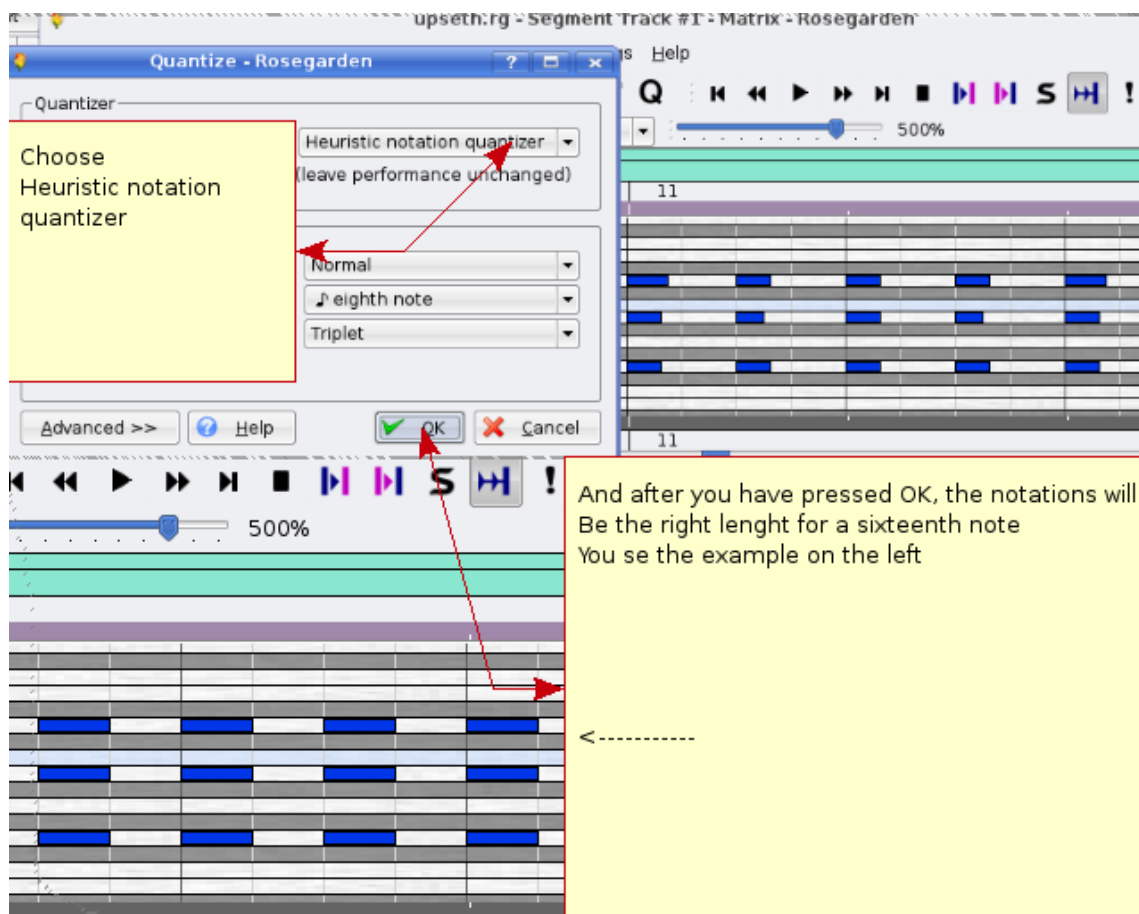 upseth.rg - Segment Track #1 - Matrix - Rosegarden
Help
Q
S
!
500%
11
11
Quantize - Rosegarden
?
Quantizer
Heuristic notation quantizer
(leave performance unchanged)
Normal
eighth note
Triplet
Advanced >>
Help
OK
Cancel
Choose
Heuristic notation
quantizer
S
!
500%
And after you have pressed OK, the notations will
Be the right lenght for a sixteenth note
You se the example on the left
<-----------